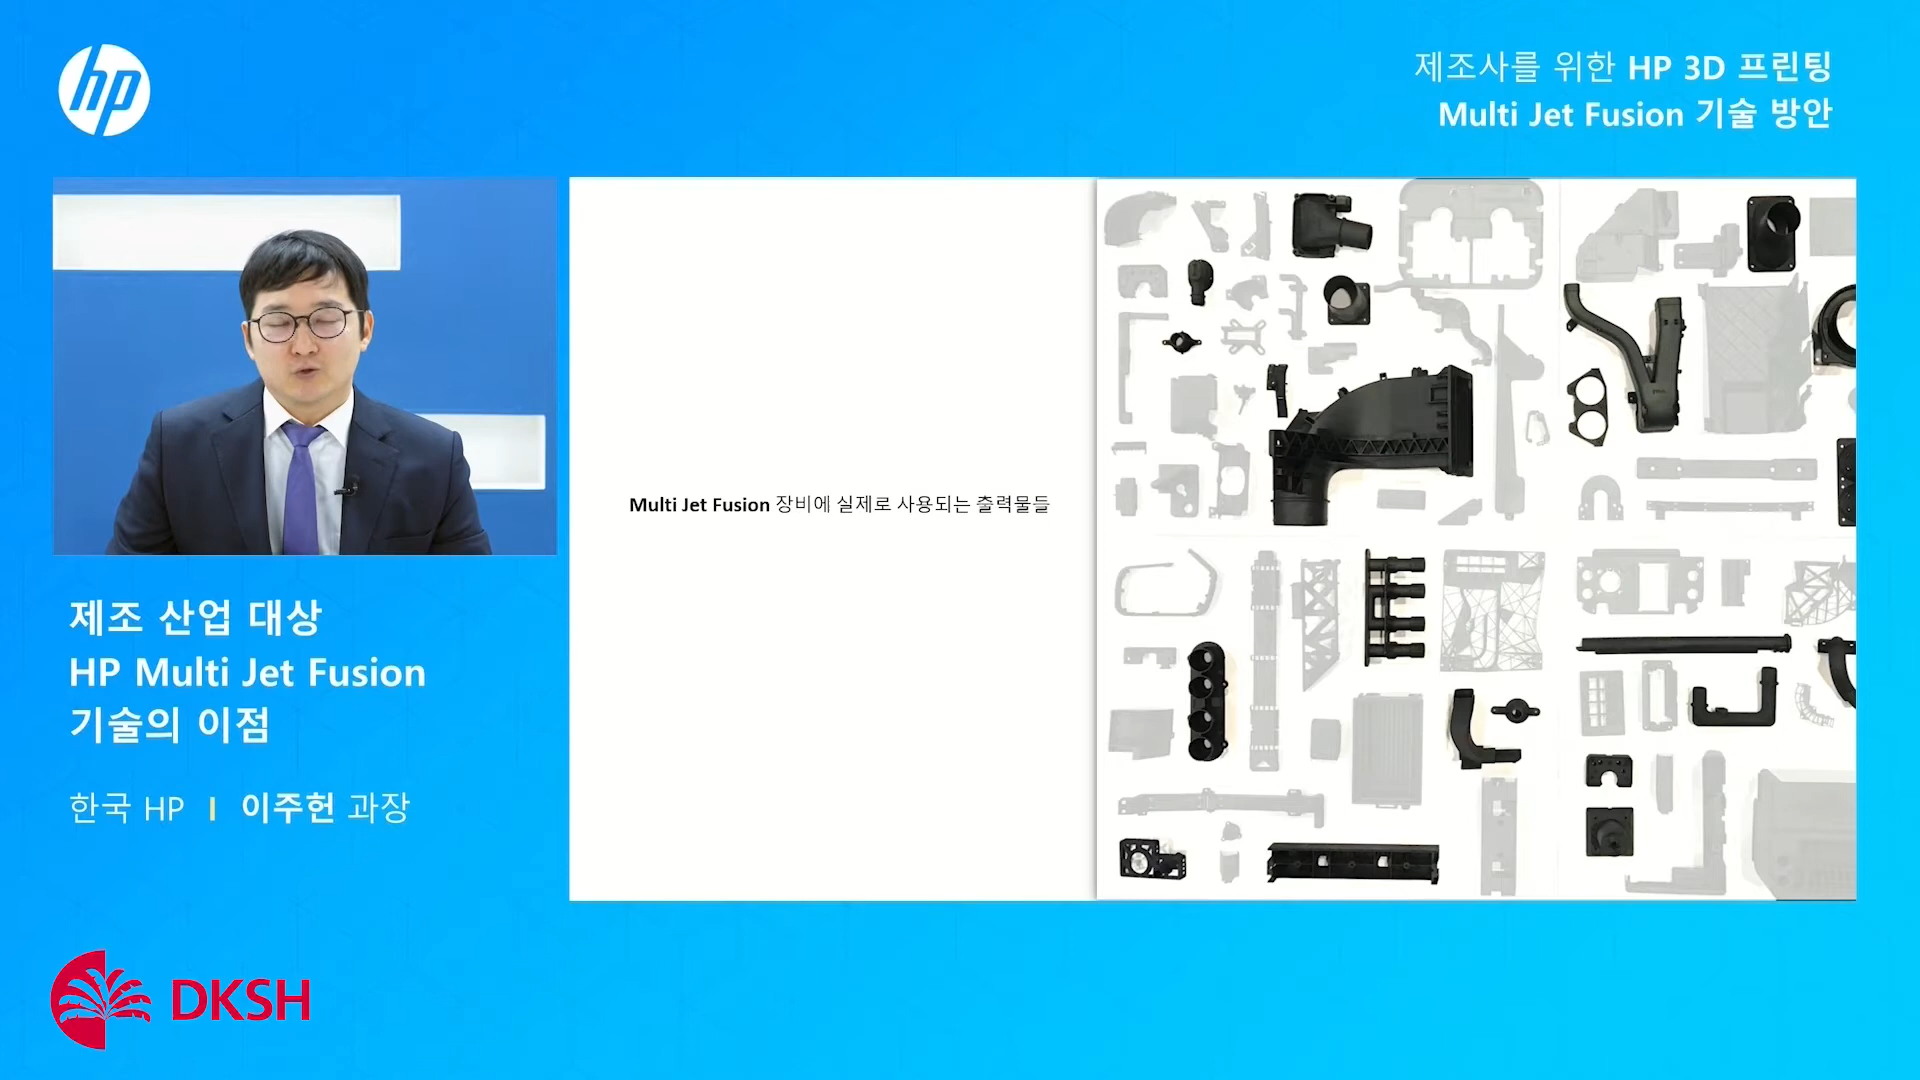 hp
제조사를 위한 HP 3D 프린팅
Multi Jet Fusion 기술 방안
Multi Jet Fusion 장비에 실제로 사용되는 출력물들
제조 산업 대상
HP Multi Jet Fusion
기술의 이점
한국 HP I 이주헌 과장
DKSH